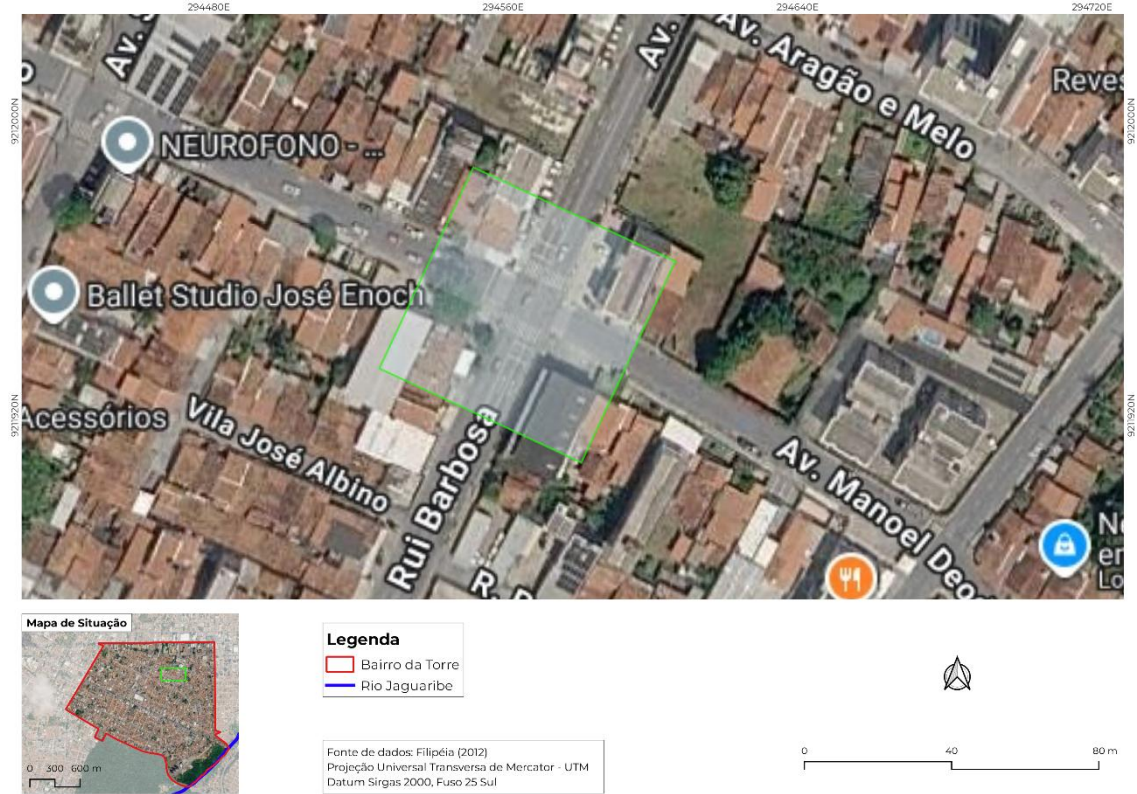 294480E
294560E
294640E
294720E
9212000N
9212000N
9211920N
9211920N
Av.
Av.
Av. Aragão e Melo
Reves
NEUROFONO - ...
Ballet Studio José Enoch
Acessórios
Vila José Albino
Rui Barbosa
R.
Av. Manoel Deod
er
Lo
Mapa de Situação
0 300 600 m
Legenda
Bairro da Torre
Rio Jaguaribe
Fonte de dados: Filipéia (2012)
Projeção Universal Transversa de Mercator - UTM
Datum Sirgas 2000, Fuso 25 Sul
0 40 80 m